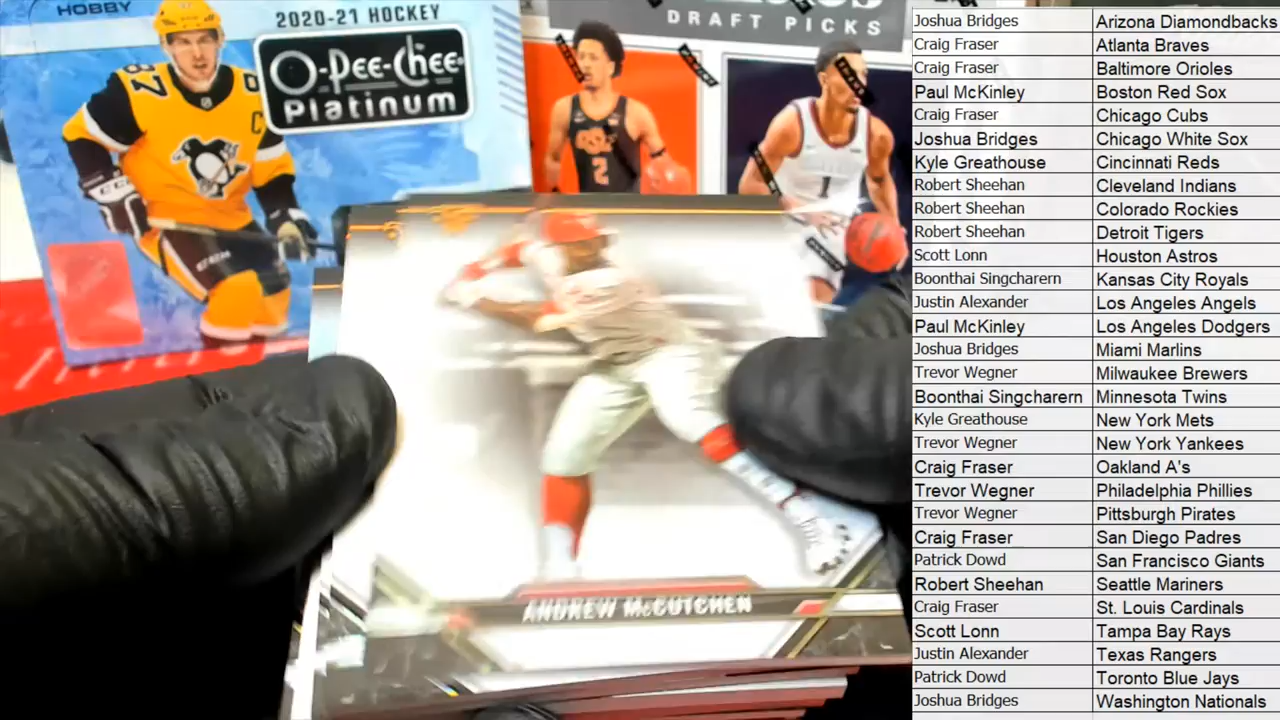 HOBBY
2020-21 HOCKEY
O-Pee-Chee
Platinum
87
C
DRAFT PICKS
2
1
ANDREW McCUTCHEN
Joshua Bridges Arizona Diamondbacks
Craig Fraser Atlanta Braves
Craig Fraser Baltimore Orioles
Paul McKinley Boston Red Sox
Craig Fraser Chicago Cubs
Joshua Bridges Chicago White Sox
Kyle Greathouse Cincinnati Reds
Robert Sheehan Cleveland Indians
Robert Sheehan Colorado Rockies
Robert Sheehan Detroit Tigers
Scott Lonn Houston Astros
Boonthai Singcharern Kansas City Royals
Justin Alexander Los Angeles Angels
Paul McKinley Los Angeles Dodgers
Joshua Bridges Miami Marlins
Trevor Wegner Milwaukee Brewers
Boonthai Singcharern Minnesota Twins
Kyle Greathouse New York Mets
Trevor Wegner New York Yankees
Craig Fraser Oakland A's
Trevor Wegner Philadelphia Phillies
Trevor Wegner Pittsburgh Pirates
Craig Fraser San Diego Padres
Patrick Dowd San Francisco Giants
Robert Sheehan Seattle Mariners
Craig Fraser St. Louis Cardinals
Scott Lonn Tampa Bay Rays
Justin Alexander Texas Rangers
Patrick Dowd Toronto Blue Jays
Joshua Bridges Washington Nationals